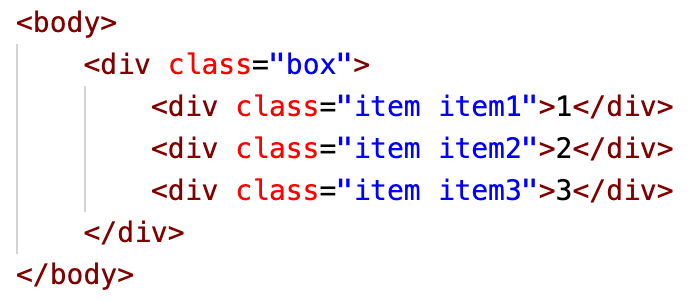 <body>
<div class="box">
<div class="item item1">1</div>
<div class="item item2">2</div>
<div class="item item3">3</div>
</div>
</body>